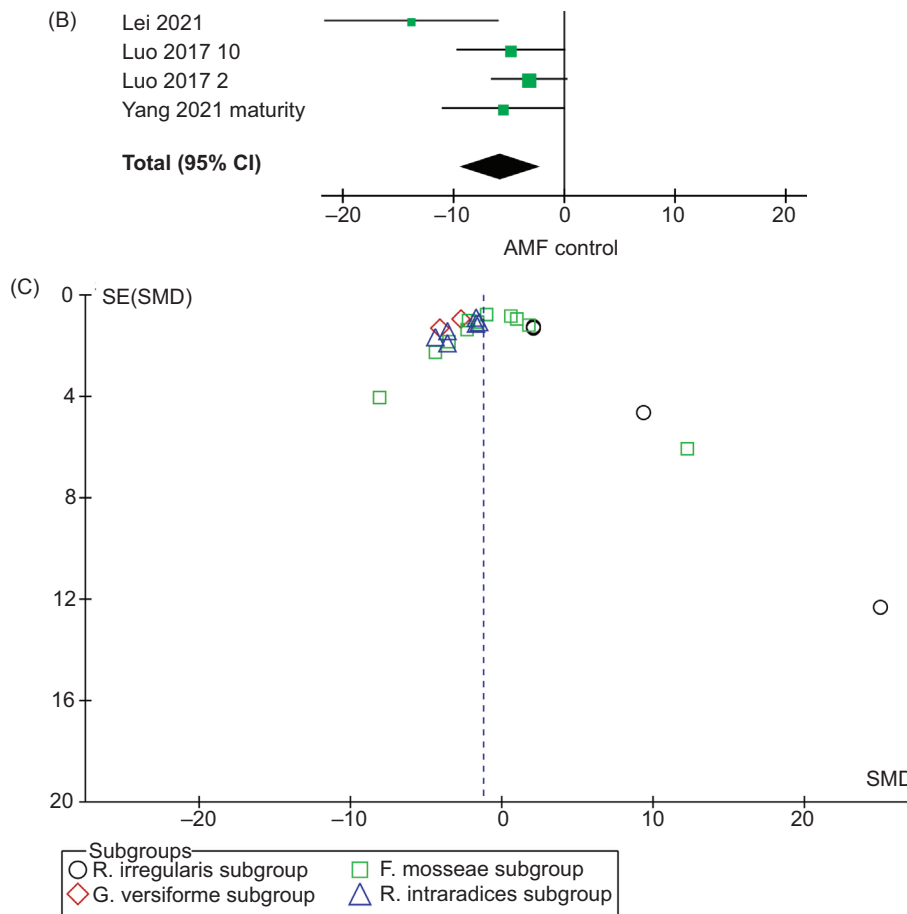 (B)
Lei 2021
Luo 2017 10
Luo 2017 2
Yang 2021 maturity
Total (95% CI)
–20 –10 0 10 20
AMF control
(C)
SE(SMD)
0
4
8
12
16
20
SMD
–20 –10 0 10 20
Subgroups
R. irregularis subgroup F. mosseae subgroup
G. versiforme subgroup R. intraradices subgroup